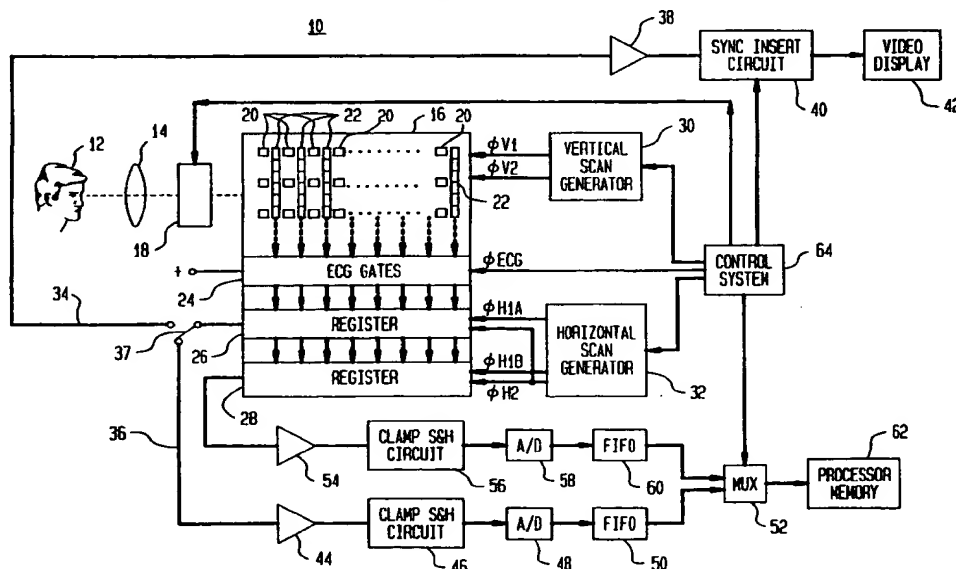 10
38
SYNC INSERT
CIRCUIT
40
VIDEO
DISPLAY
42
12
14
18
20 22 20 16 20
22
φV1
φV2
30
VERTICAL SCAN
GENERATOR
CONTROL
SYSTEM
64
+
ECG GATES
24
φECG
34
37
REGISTER
26
φH1A
REGISTER
28
φH1B
φH2
HORIZONTAL
SCAN
GENERATOR
32
36
54
CLAMP S&H
CIRCUIT
56
A/D
58
FIFO
60
MUX
52
62
PROCESSOR
MEMORY
44
CLAMP S&H
CIRCUIT
46
A/D
48
FIFO
50